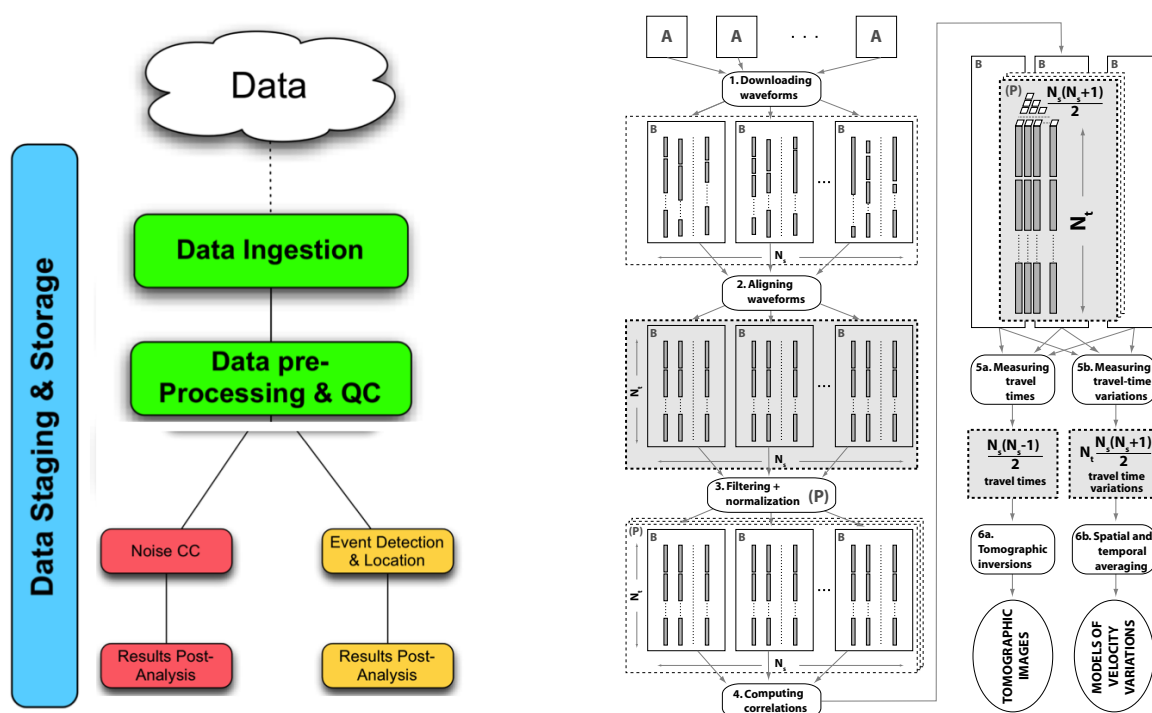 Data
Data Staging & Storage
Data Ingestion
Data pre-
Processing & QC
Noise CC
Event Detection
& Location
Results Post-
Analysis
Results Post-
Analysis
A
A
. . .
A
1. Downloading
waveforms
B
B
B
...
Nₛ
2. Aligning
waveforms
B
B
B
Nₜ
...
Nₛ
3. Filtering +
normalization (P)
(P)
B
B
B
Nₜ
...
Nₛ
4. Computing
correlations
B
B
B
(P)
Nₛ(Nₛ+1)
2
Nₜ
5a. Measuring
travel
times
5b. Measuring
travel-time
variations
Nₛ(Nₛ-1)
2
travel times
Nₜ Nₛ(Nₛ+1)
2
travel time
variations
6a.
Tomographic
inversions
6b. Spatial and
temporal
averaging
TOMOGRAPHIC
IMAGES
MODELS OF
VELOCITY
VARIATIONS